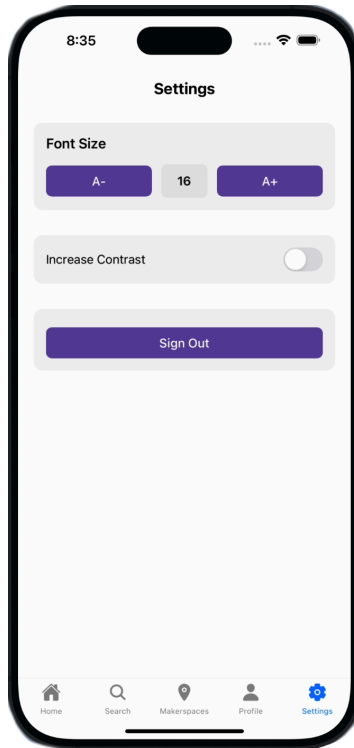 8:35
Settings
Font Size
A- 16 A+
Increase Contrast
Sign Out
Home Search Makerspaces Profile Settings